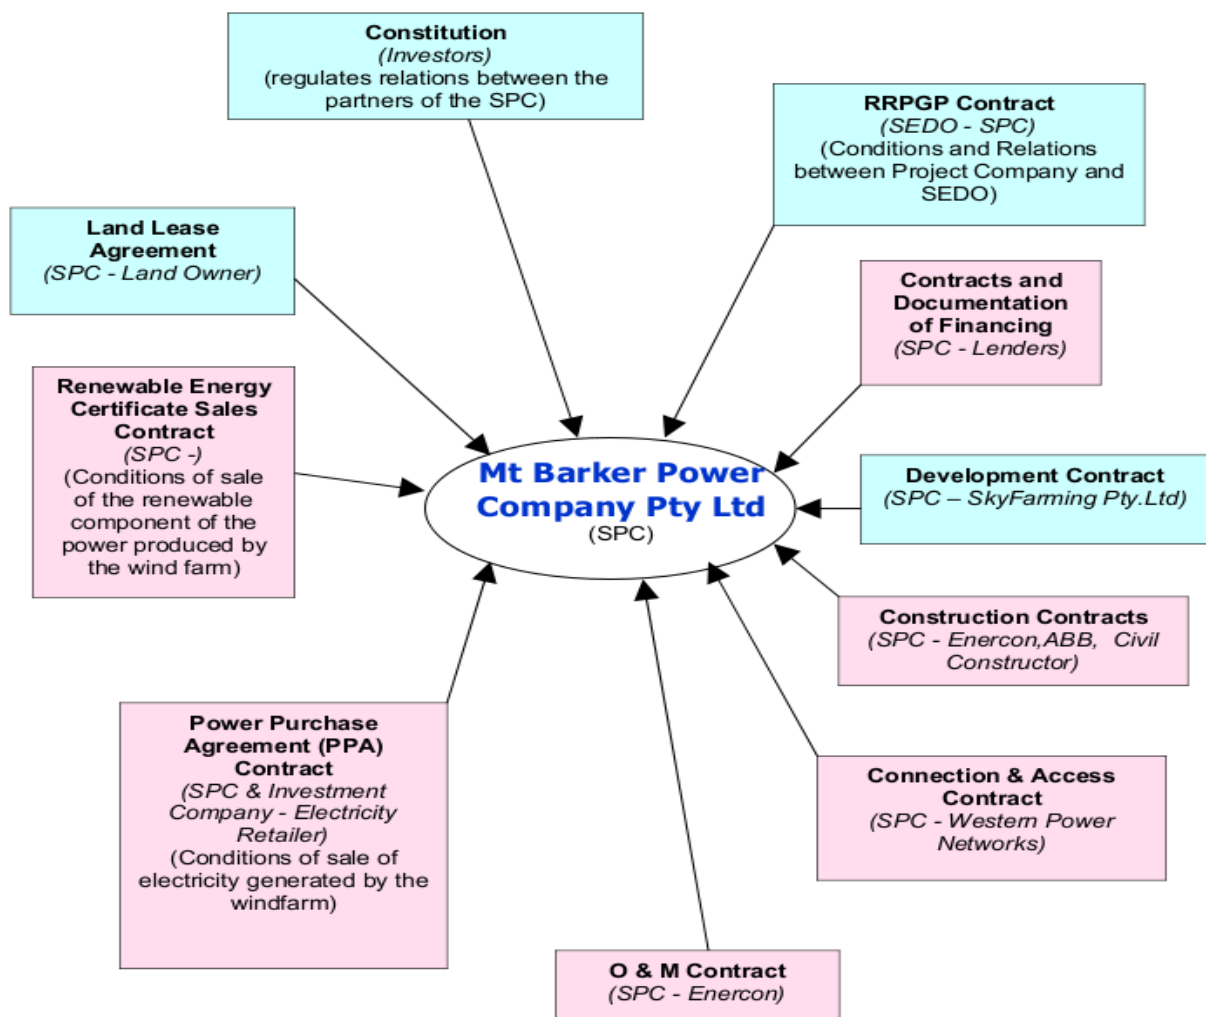 Constitution
(Investors)
(regulates relations between the
partners of the SPC)
RRPGP Contract
(SEDO - SPC)
(Conditions and Relations
between Project Company and
SEDO)
Land Lease
Agreement
(SPC - Land Owner)
Contracts and
Documentation
of Financing
(SPC - Lenders)
Renewable Energy
Certificate Sales
Contract
(SPC -)
(Conditions of sale
of the renewable
component of the
power produced by
the wind farm)
Mt Barker Power
Company Pty Ltd
(SPC)
Development Contract
(SPC – SkyFarming Pty.Ltd)
Construction Contracts
(SPC - Enercon,ABB, Civil
Constructor)
Power Purchase
Agreement (PPA)
Contract
(SPC & Investment
Company - Electricity
Retailer)
(Conditions of sale of
electricity generated by the
windfarm)
Connection & Access
Contract
(SPC - Western Power
Networks)
O & M Contract
(SPC - Enercon)